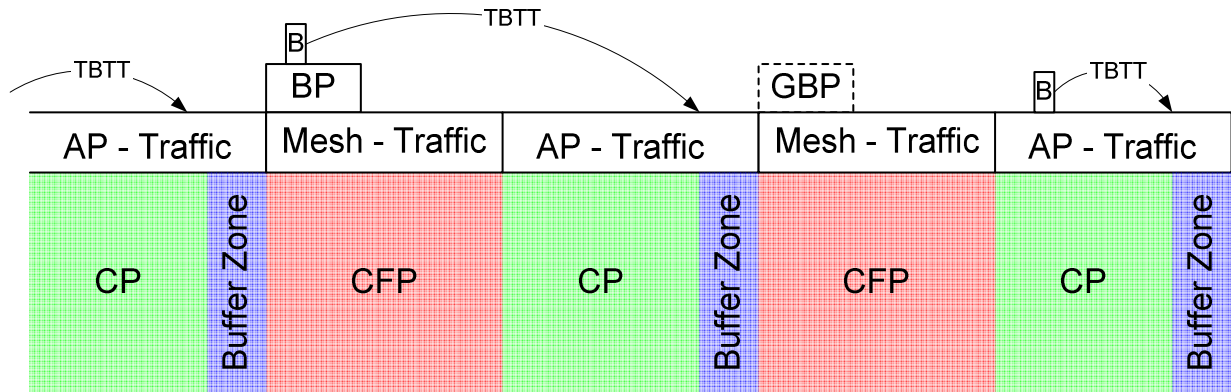 TBTT
B
TBTT
BP
GBP
B
TBTT
AP - Traffic
Mesh - Traffic
AP - Traffic
Mesh - Traffic
AP - Traffic
CP
Buffer Zone
CFP
CP
Buffer Zone
CFP
CP
Buffer Zone